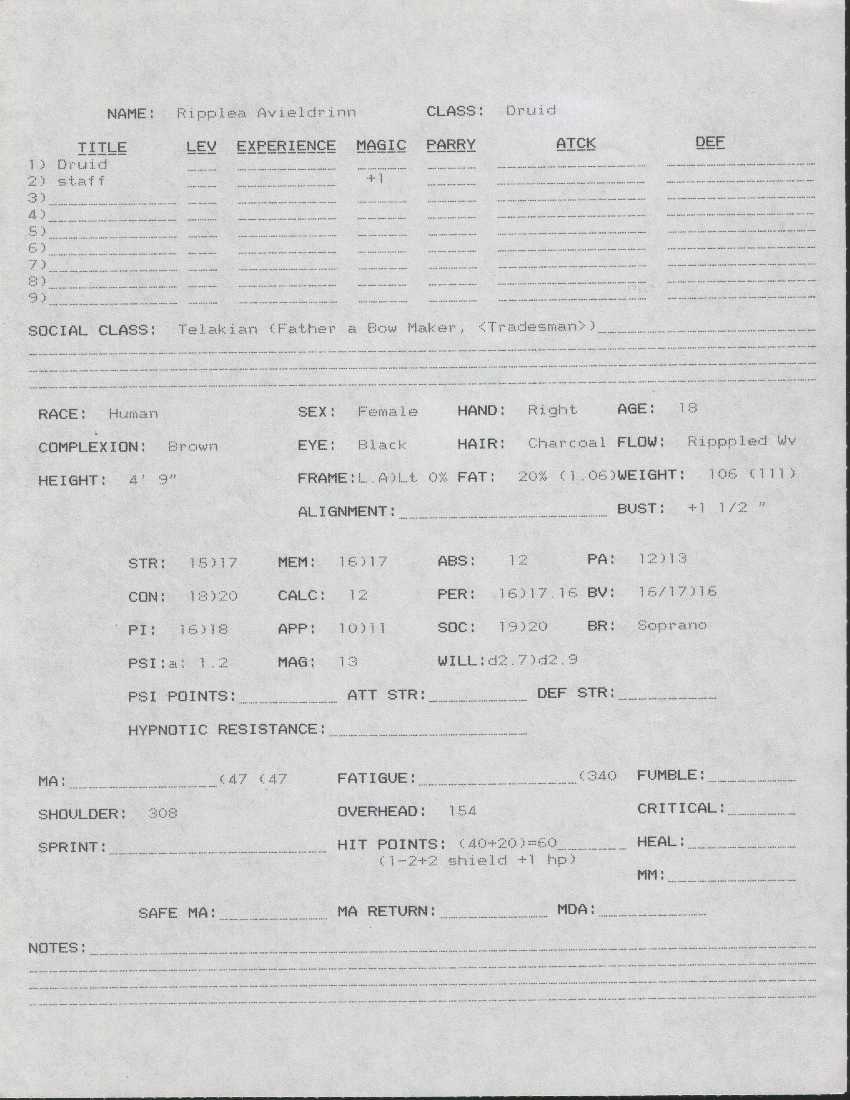 NAME: Ripplea Avieldrinn CLASS: Druid
TITLE LEV EXPERIENCE MAGIC PARRY ATCK DEF
1) Druid
2) staff +1
3)
4)
5)
6)
7)
8)
9)
SOCIAL CLASS: Telakian (Father a Bow Maker, <Tradesman>)
RACE: Human SEX: Female HAND: Right AGE: 18
COMPLEXION: Brown EYE: Black HAIR: Charcoal FLOW: Ripppled Wv
HEIGHT: 4' 9" FRAME:L.A)Lt 0% FAT: 20% (1.06)WEIGHT: 106 (111)
ALIGNMENT: BUST: +1 1/2 "
STR: 15)17 MEM: 16)17 ABS: 12 PA: 12)13
CON: 18)20 CALC: 12 PER: 16)17.16 BV: 16/17)16
PI: 16)18 APP: 10)11 SOC: 19)20 BR: Soprano
PSI:a: 1.2 MAG: 13 WILL:d2.7)d2.9
PSI POINTS: ATT STR: DEF STR:
HYPNOTIC RESISTANCE:
MA: (47 (47 FATIGUE: (340 FUMBLE:
SHOULDER: 308 OVERHEAD: 154 CRITICAL:
SPRINT: HIT POINTS: (40+20)=60 HEAL:
(1-2+2 shield +1 hp)
MM:
SAFE MA: MA RETURN: MDA:
NOTES: